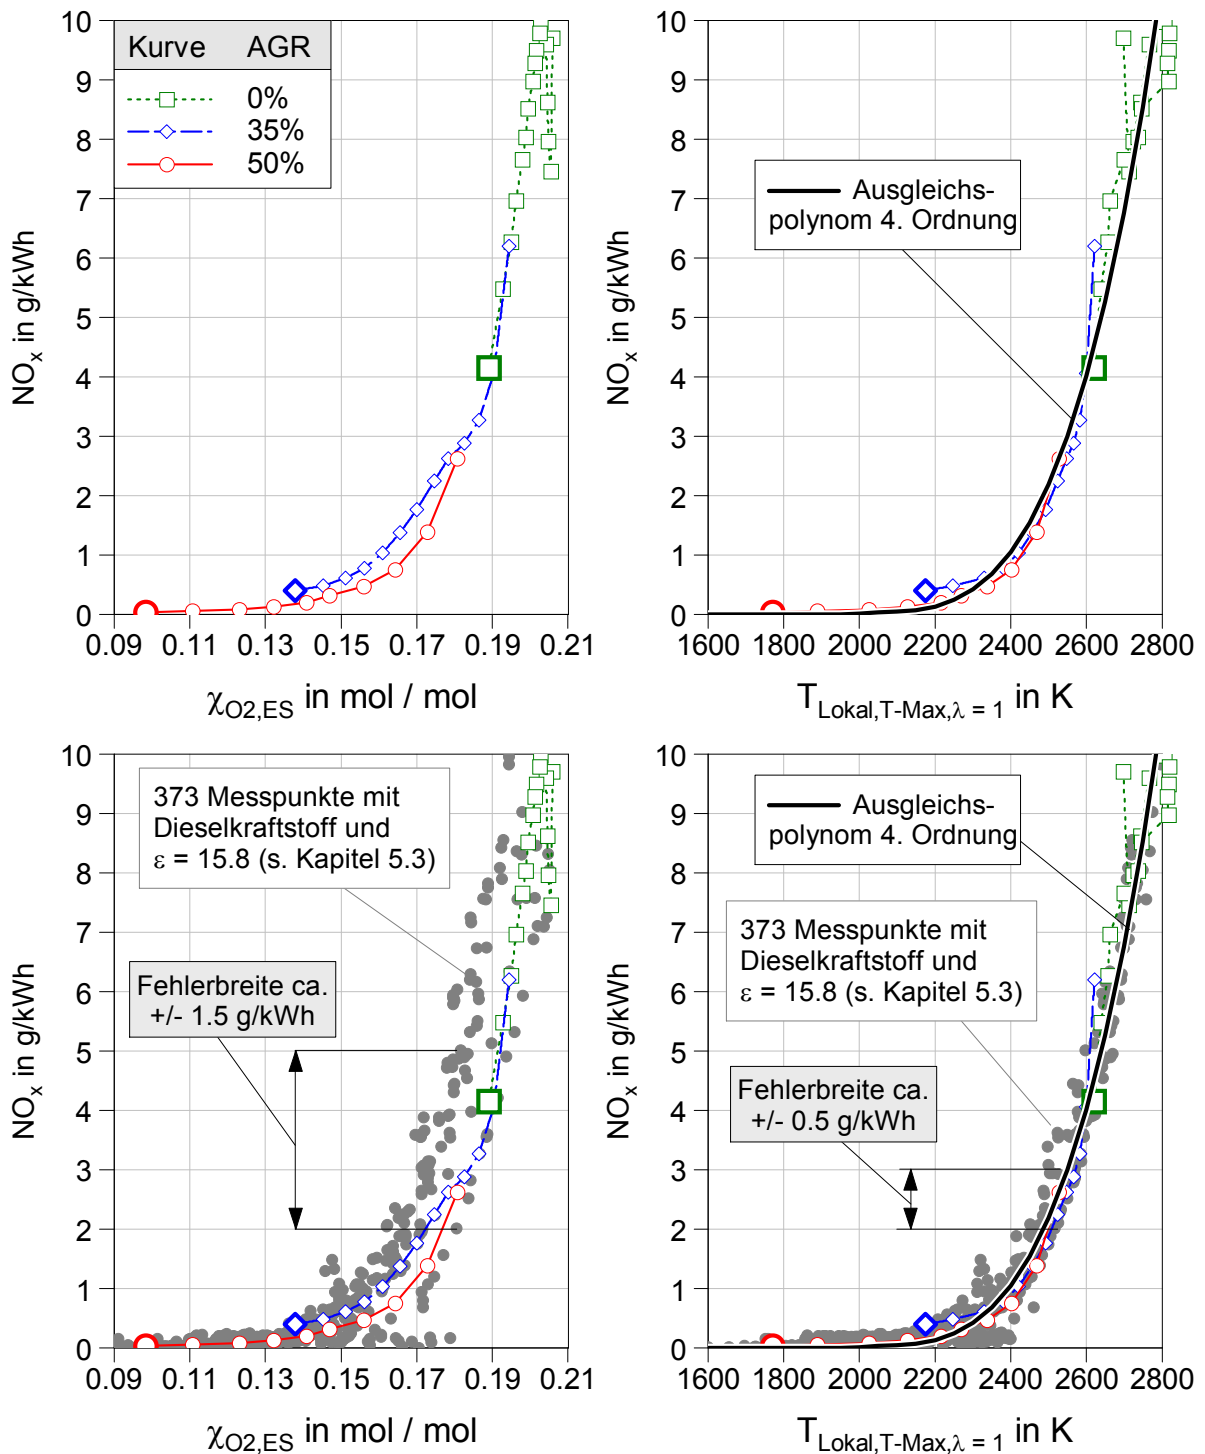 Kurve AGR
0%
35%
50%
10
9
8
7
6
5
4
3
2
1
0
NOx in g/kWh
0.09 0.11 0.13 0.15 0.17 0.19 0.21
χO2,ES in mol / mol
10
9
8
7
6
5
4
3
2
1
0
NOx in g/kWh
Ausgleichs-
polynom 4. Ordnung
1600 1800 2000 2200 2400 2600 2800
TLokal,T-Max,λ = 1 in K
10
9
8
7
6
5
4
3
2
1
0
NOx in g/kWh
373 Messpunkte mit
Dieselkraftstoff und
ε = 15.8 (s. Kapitel 5.3)
Fehlerbreite ca.
+/- 1.5 g/kWh
0.09 0.11 0.13 0.15 0.17 0.19 0.21
χO2,ES in mol / mol
10
9
8
7
6
5
4
3
2
1
0
NOx in g/kWh
Ausgleichs-
polynom 4. Ordnung
373 Messpunkte mit
Dieselkraftstoff und
ε = 15.8 (s. Kapitel 5.3)
Fehlerbreite ca.
+/- 0.5 g/kWh
1600 1800 2000 2200 2400 2600 2800
TLokal,T-Max,λ = 1 in K